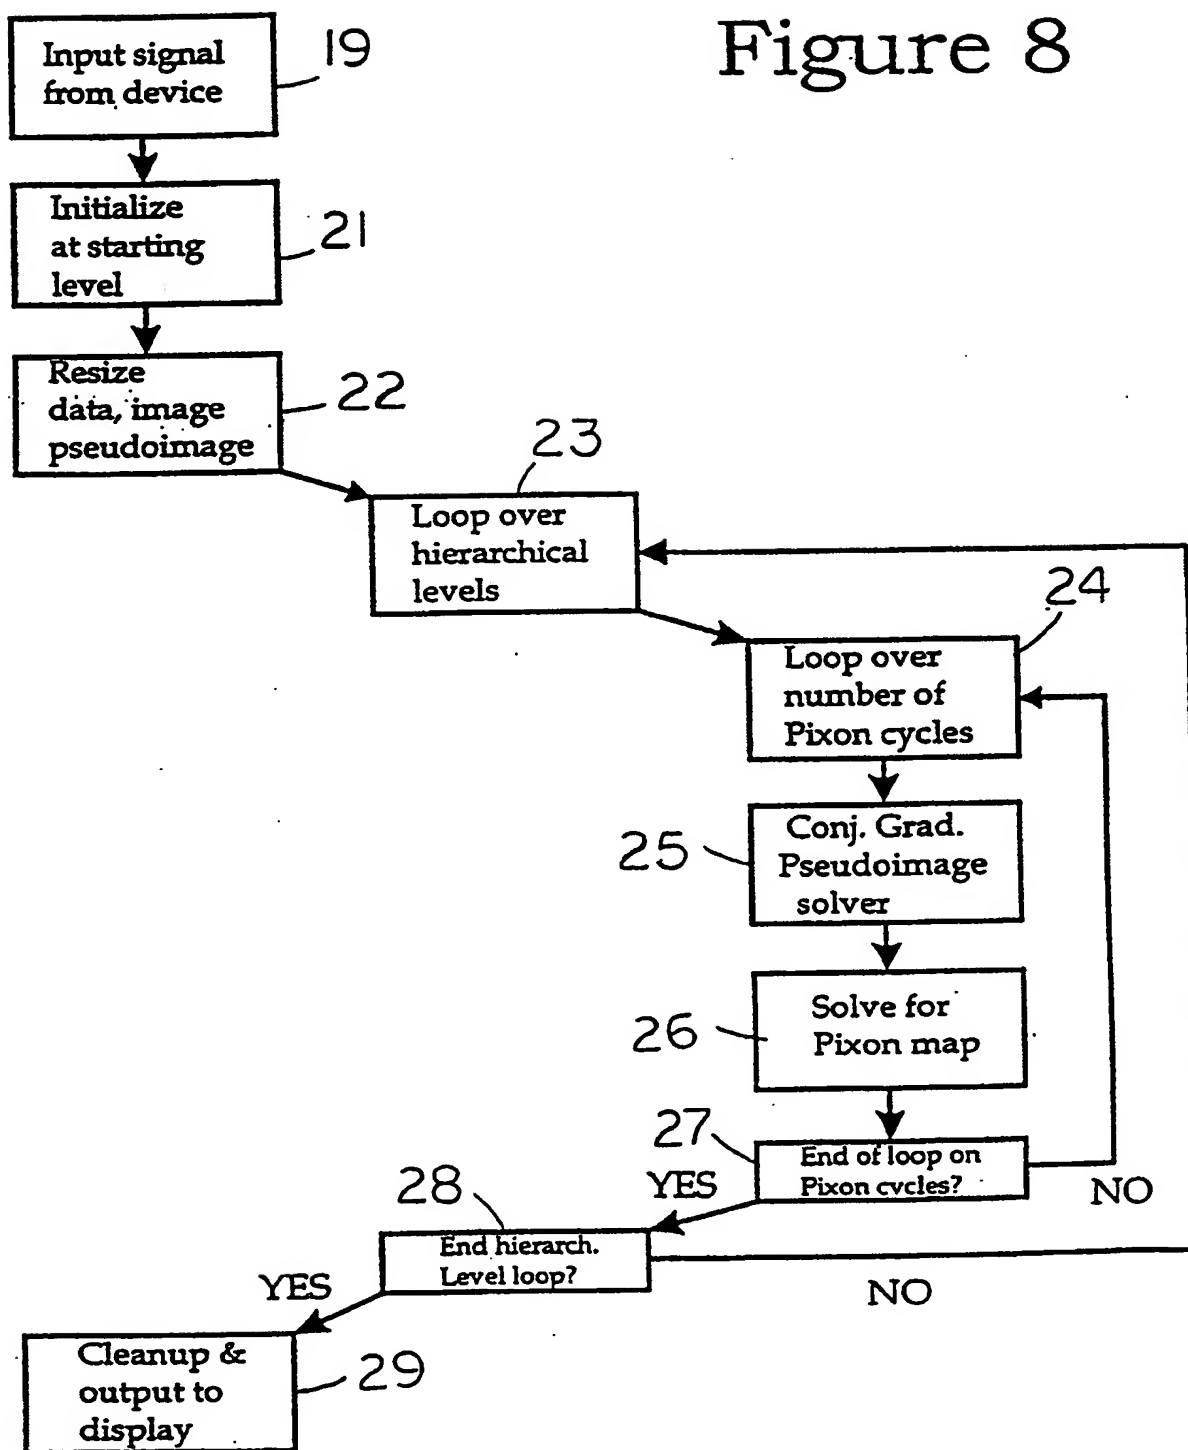 Figure 8
Input signal
from device
19
Initialize
at starting
level
21
Resize
data, image
pseudoimage
22
23
Loop over
hierarchical
levels
24
Loop over
number of
Pixon cycles
25
Conj. Grad.
Pseudoimage
solver
26
Solve for
Pixon map
27
End of loop on
Pixon cycles?
YES
NO
28
End hierarch.
Level loop?
YES
NO
Cleanup &
output to
display
29